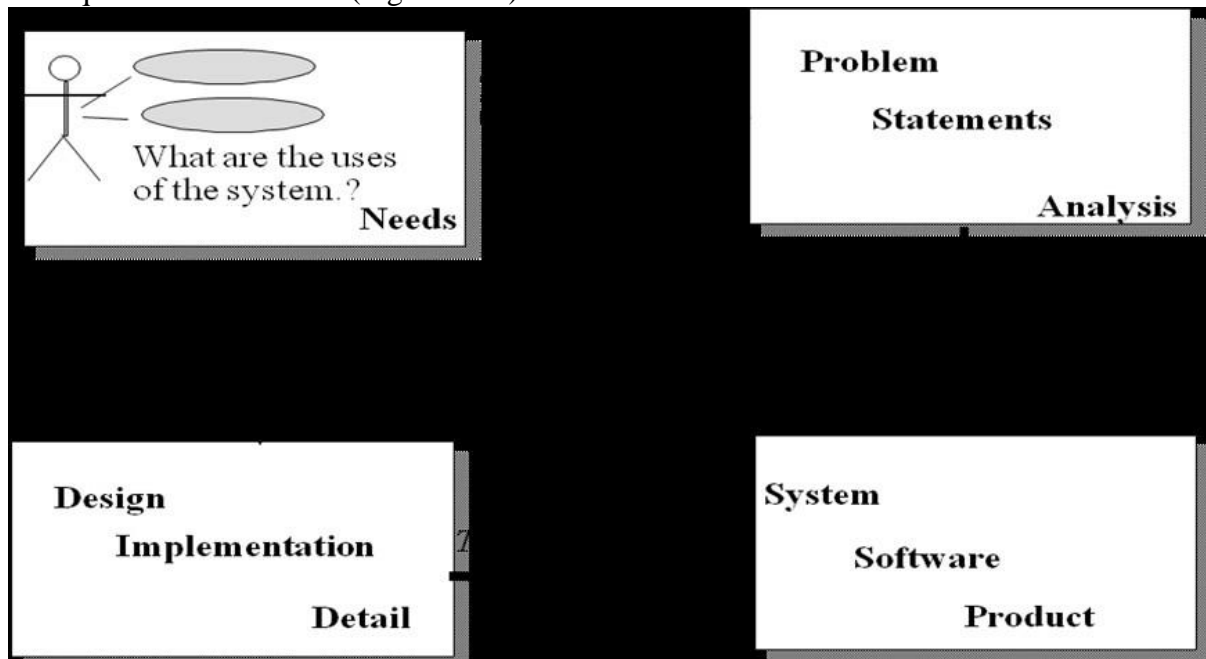 What are the uses
of the system.?
Needs
Problem
Statements
Analysis
Design
Implementation
Detail
System
Software
Product